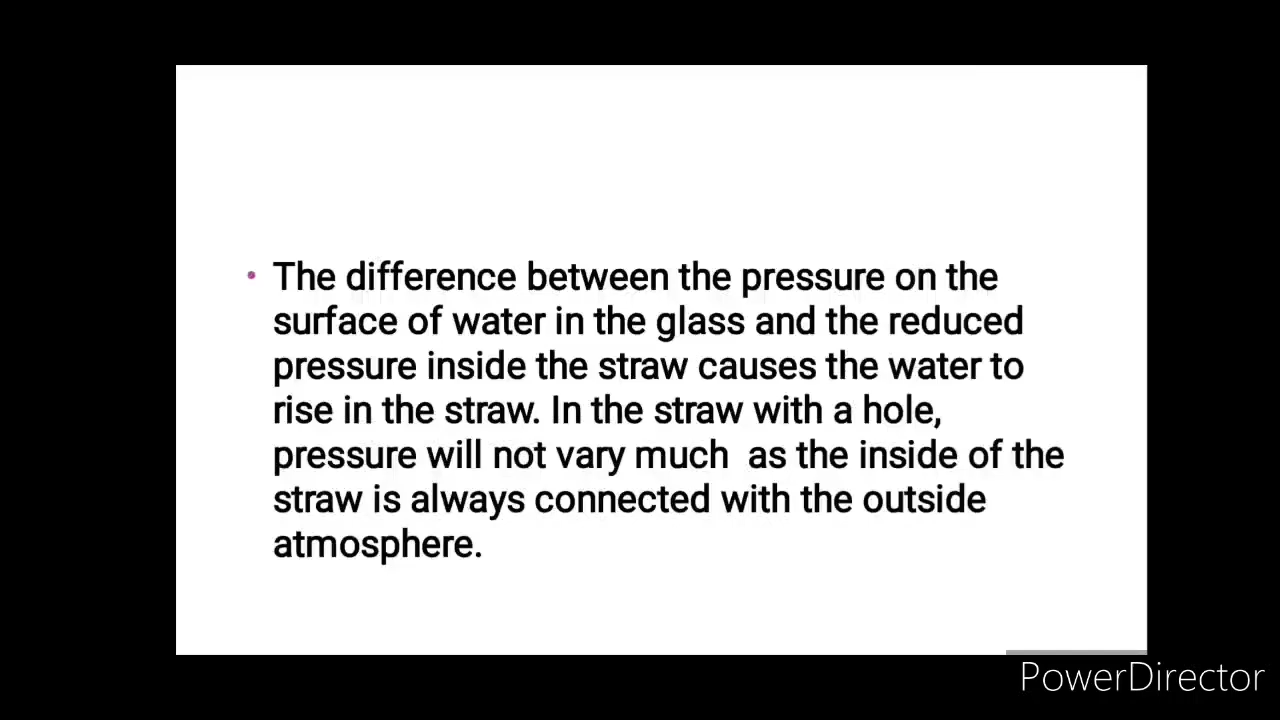 • The difference between the pressure on the
surface of water in the glass and the reduced
pressure inside the straw causes the water to
rise in the straw. In the straw with a hole,
pressure will not vary much  as the inside of the
straw is always connected with the outside
atmosphere.
PowerDirector